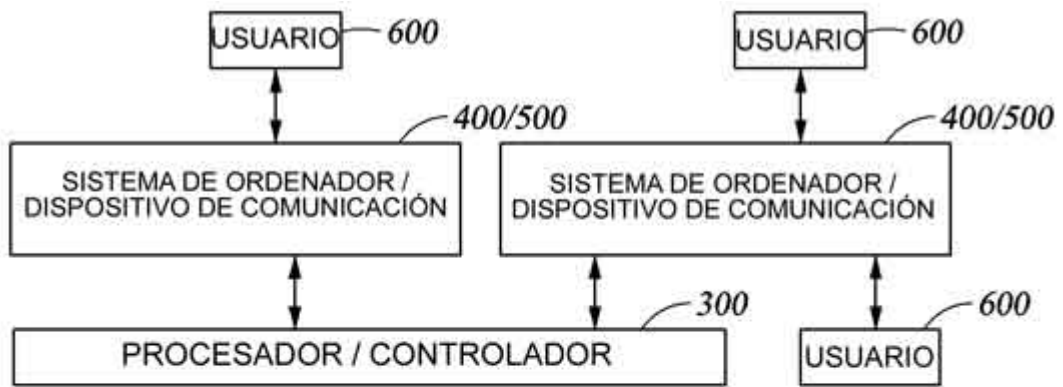 USUARIO 600
USUARIO 600
400/500
400/500
SISTEMA DE ORDENADOR /
DISPOSITIVO DE COMUNICACIÓN
SISTEMA DE ORDENADOR /
DISPOSITIVO DE COMUNICACIÓN
300
600
PROCESADOR / CONTROLADOR
USUARIO